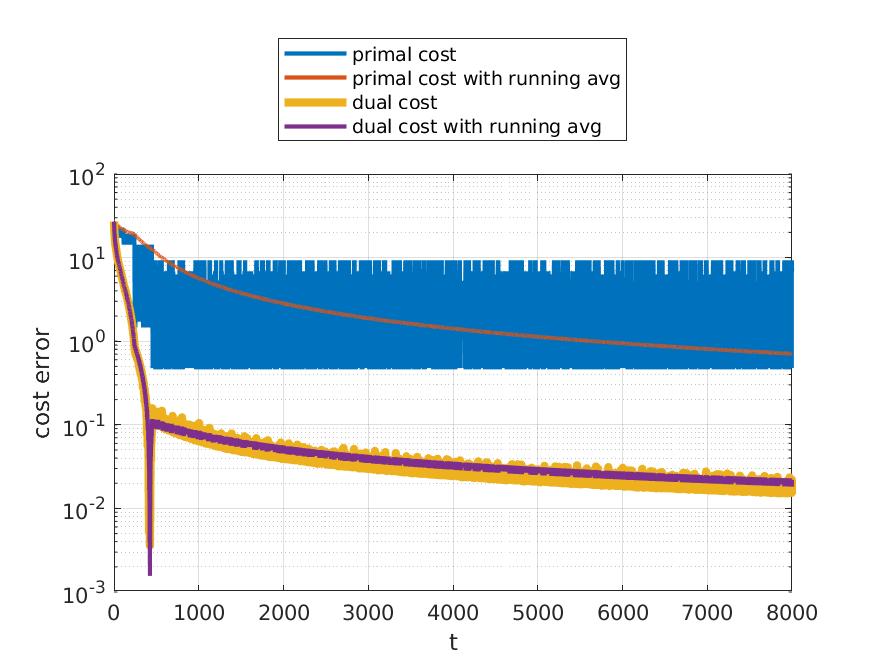 primal cost
primal cost with running avg
dual cost
dual cost with running avg
10^2
10^1
10^0
10^-1
10^-2
10^-3
cost error
0 1000 2000 3000 4000 5000 6000 7000 8000
t